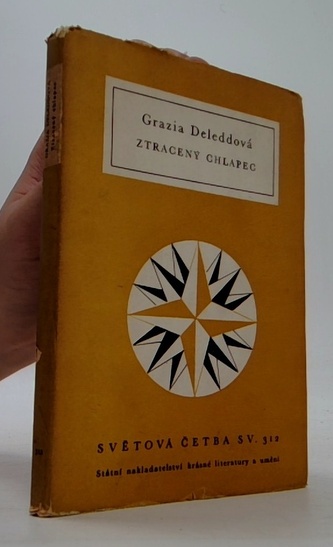 Grazia Deleddová
ZTRACENÝ CHLAPEC
SVĚTOVÁ ČETBA SV. 312
Státní nakladatelství krásné literatury a umění